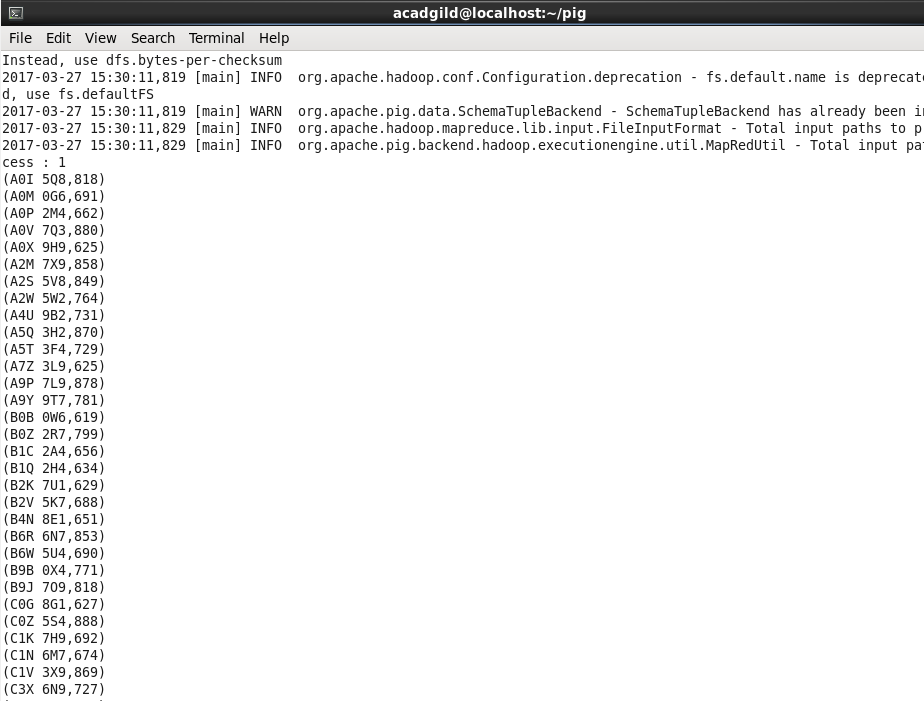 acadgild@localhost:~/pig
File Edit View Search Terminal Help
Instead, use dfs.bytes-per-checksum
2017-03-27 15:30:11,819 [main] INFO  org.apache.hadoop.conf.Configuration.deprecation - fs.default.name is deprecate
d, use fs.defaultFS
2017-03-27 15:30:11,819 [main] WARN  org.apache.pig.data.SchemaTupleBackend - SchemaTupleBackend has already been i
2017-03-27 15:30:11,829 [main] INFO  org.apache.hadoop.mapreduce.lib.input.FileInputFormat - Total input paths to p
2017-03-27 15:30:11,829 [main] INFO  org.apache.pig.backend.hadoop.executionengine.util.MapRedUtil - Total input pa
cess : 1
(A0I 5Q8,818)
(A0M 0G6,691)
(A0P 2M4,662)
(A0V 7Q3,880)
(A0X 9H9,625)
(A2M 7X9,858)
(A2S 5V8,849)
(A2W 5W2,764)
(A4U 9B2,731)
(A5Q 3H2,870)
(A5T 3F4,729)
(A7Z 3L9,625)
(A9P 7L9,878)
(A9Y 9T7,781)
(B0B 0W6,619)
(B0Z 2R7,799)
(B1C 2A4,656)
(B1Q 2H4,634)
(B2K 7U1,629)
(B2V 5K7,688)
(B4N 8E1,651)
(B6R 6N7,853)
(B6W 5U4,690)
(B9B 0X4,771)
(B9J 7O9,818)
(C0G 8G1,627)
(C0Z 5S4,888)
(C1K 7H9,692)
(C1N 6M7,674)
(C1V 3X9,869)
(C3X 6N9,727)